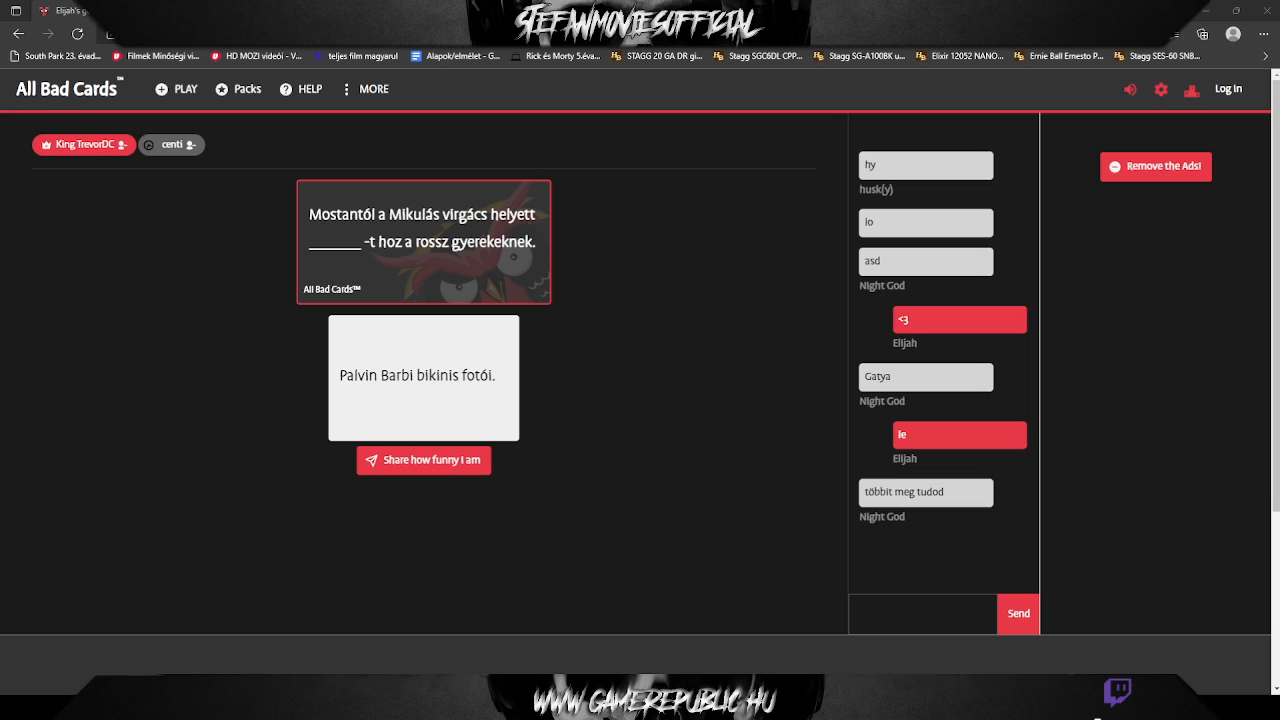 STEFANMOVIESOFFICIAL
Elijah's g
South Park 23. évad...
Filmek Minőségi vi...
HD MOZI videói - V...
teljes film magyarul
Alapok/elmélet - G...
Rick és Morty 5.éva...
STAGG 20 GA DR gi...
Stagg SGC6DL CPP...
Stagg SG-A100BK u...
Elixir 12052 NANO...
Ernie Ball Ernesto P...
Stagg SES-60 SNB...
All Bad Cards™
PLAY
Packs
HELP
MORE
Log In
King TrevorDC
centi
Mostantól a Mikulás virgács helyett
______ -t hoz a rossz gyerekeknek.
All Bad Cards™
Palvin Barbi bikinis fotói.
Share how funny I am
hy
husk(y)
lo
asd
Night God
<3
Elijah
Gatya
Night God
le
Elijah
többit meg tudod
Night God
Send
Remove the Ads!
WWW GAMEREPUBLIC.HU